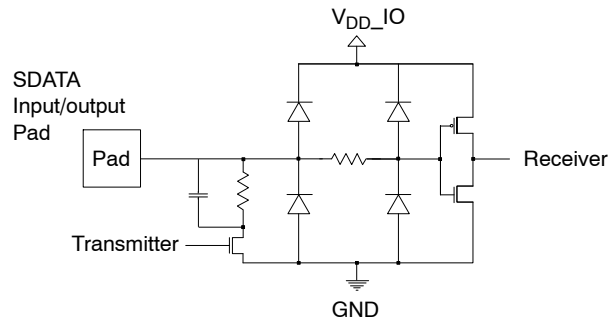 V_DD_IO
SDATA
Input/output
Pad
Pad
Receiver
Transmitter
GND